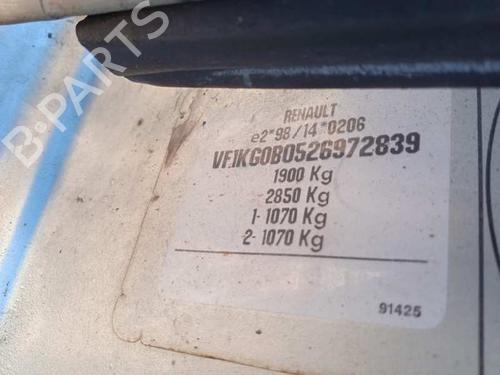 B-PARTS
RENAULT
e2*98/14*0206
VF1KG0B0526972839
1900 Kg
2850 Kg
1- 1070 Kg
2- 1070 Kg
91425